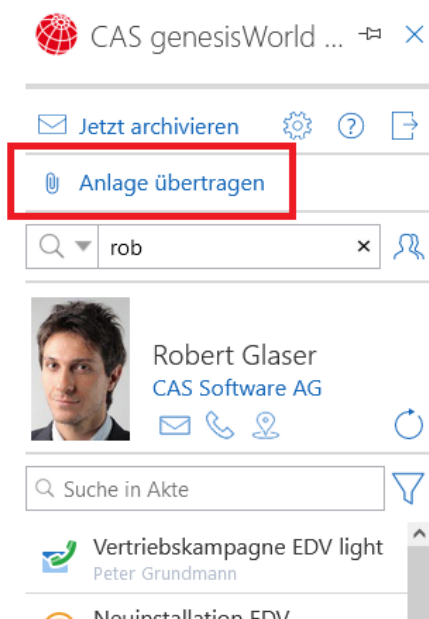 CAS genesisWorld ...
Jetzt archivieren
Anlage übertragen
rob
Robert Glaser
CAS Software AG
Suche in Akte
Vertriebskampagne EDV light
Peter Grundmann
Neuinstallation EDV